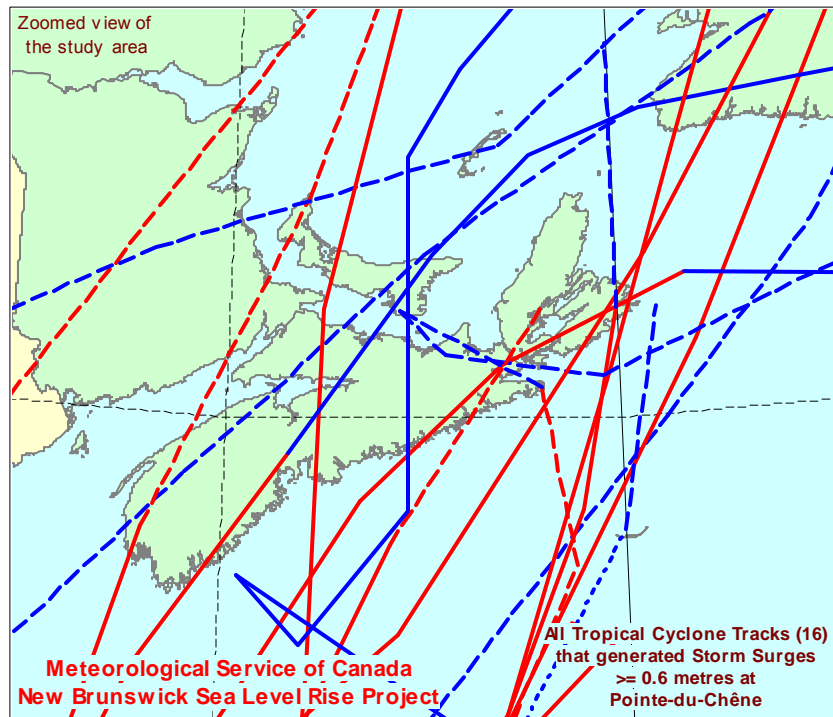 Zoomed view of
the study area
Meteorological Service of Canada
New Brunswick Sea Level Rise Project
All Tropical Cyclone Tracks (16)
that generated Storm Surges
>= 0.6 metres at
Pointe-du-Chêne